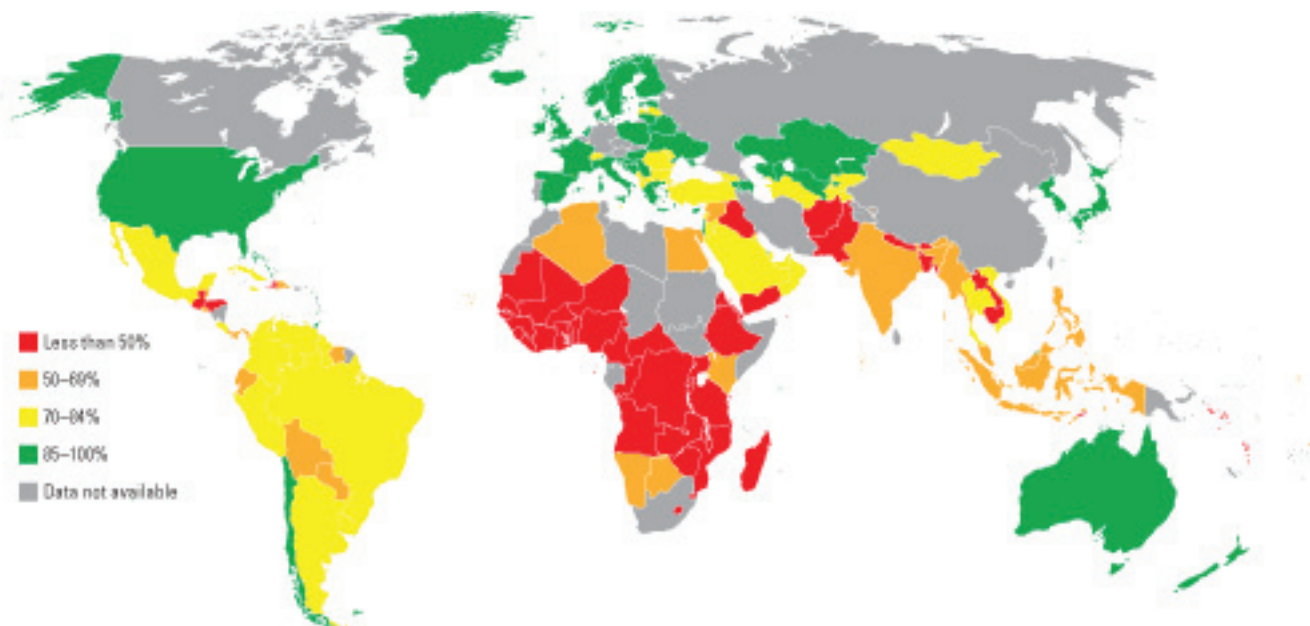 Less than 50%
50–69%
70–84%
85–100%
Data not available